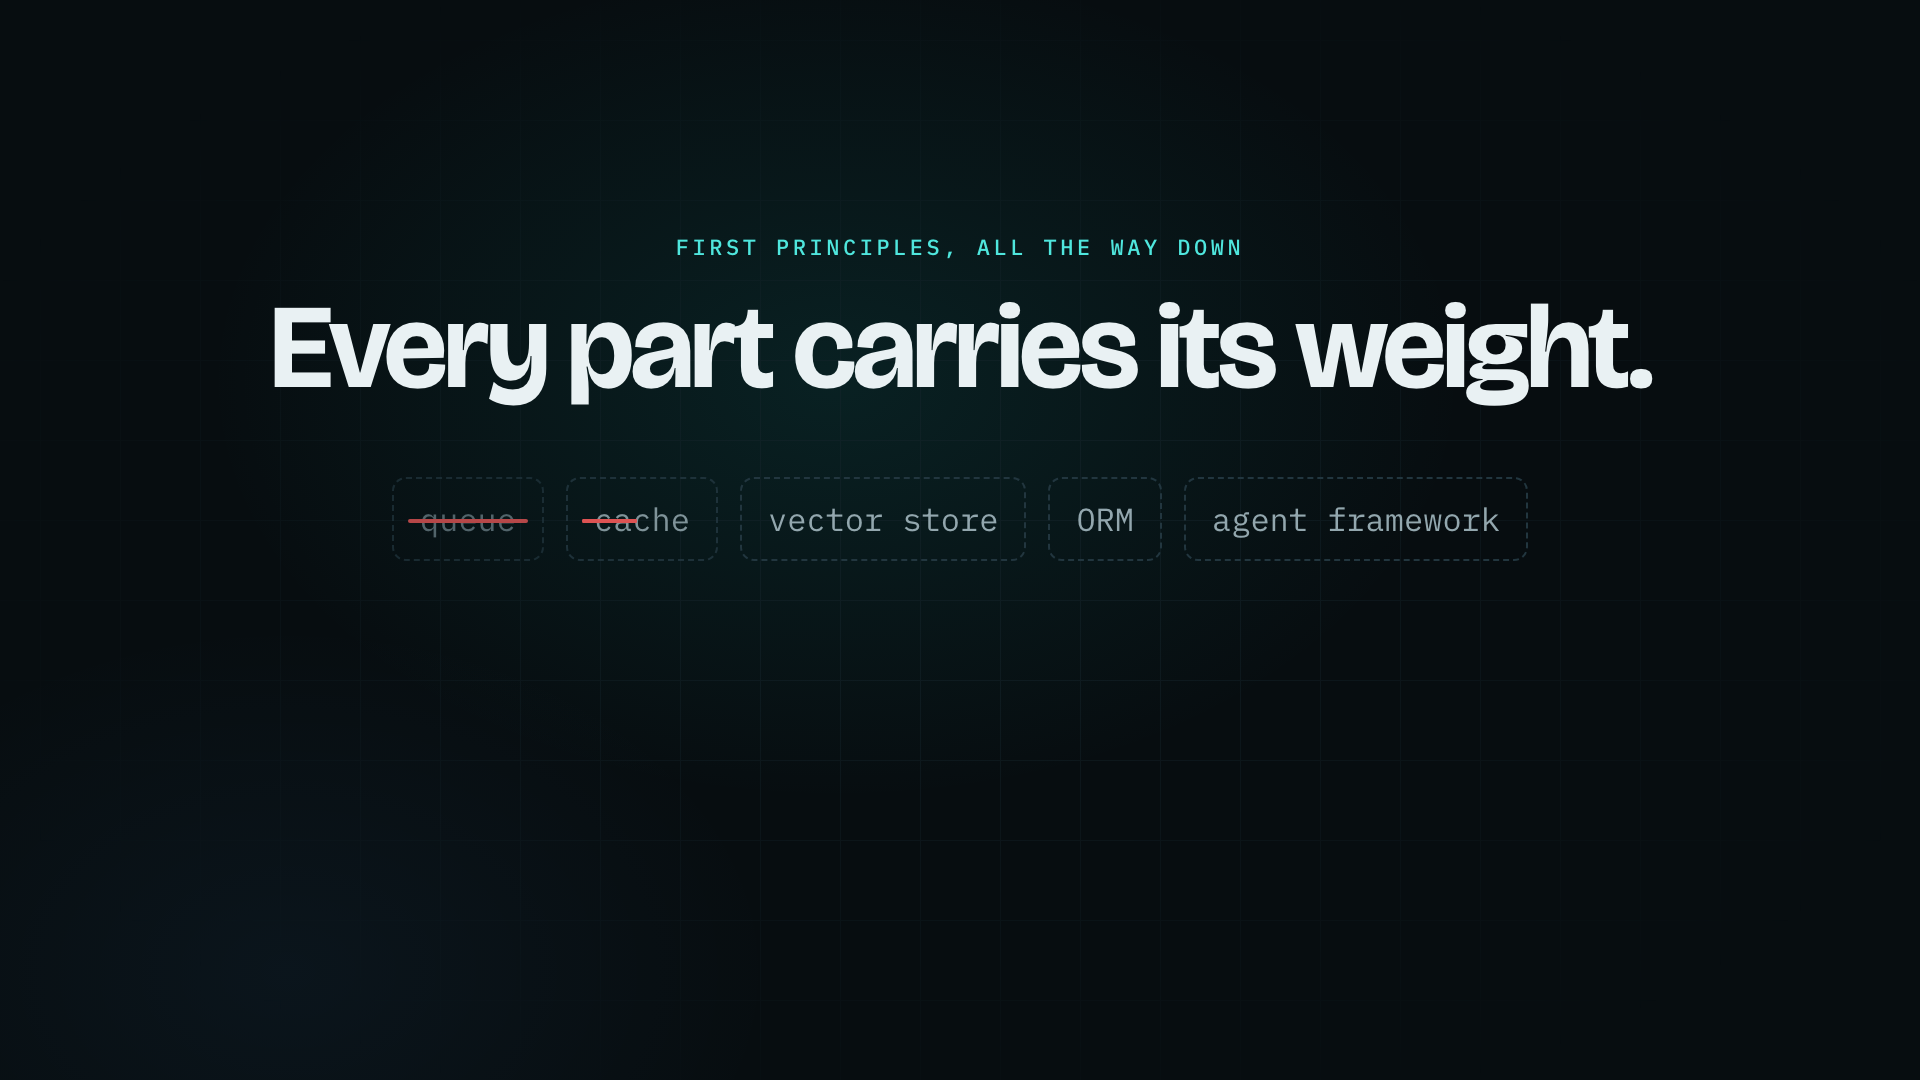 FIRST PRINCIPLES, ALL THE WAY DOWN
Every part carries its weight.
queue cache vector store ORM agent framework